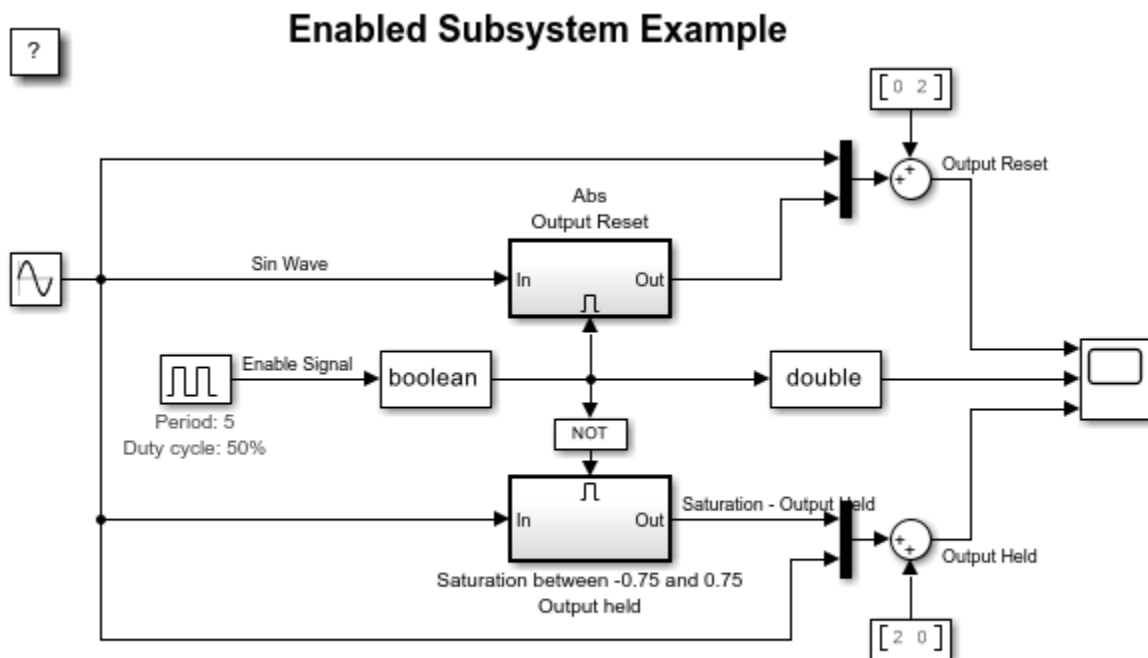 Enabled Subsystem Example
?
[ 0 2 ]
Output Reset
Abs
Output Reset
Sin Wave
In
Out
Enable Signal
boolean
double
Period: 5
Duty cycle: 50%
NOT
In
Out
Saturation - Output Held
Saturation between -0.75 and 0.75
Output held
Output Held
[ 2 0 ]
+
+
+
+